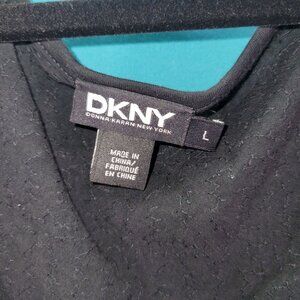 DKNY
DONNA KARAN NEW YORK
L
MADE IN
CHINA/
FABRIQUÉ
EN CHINE